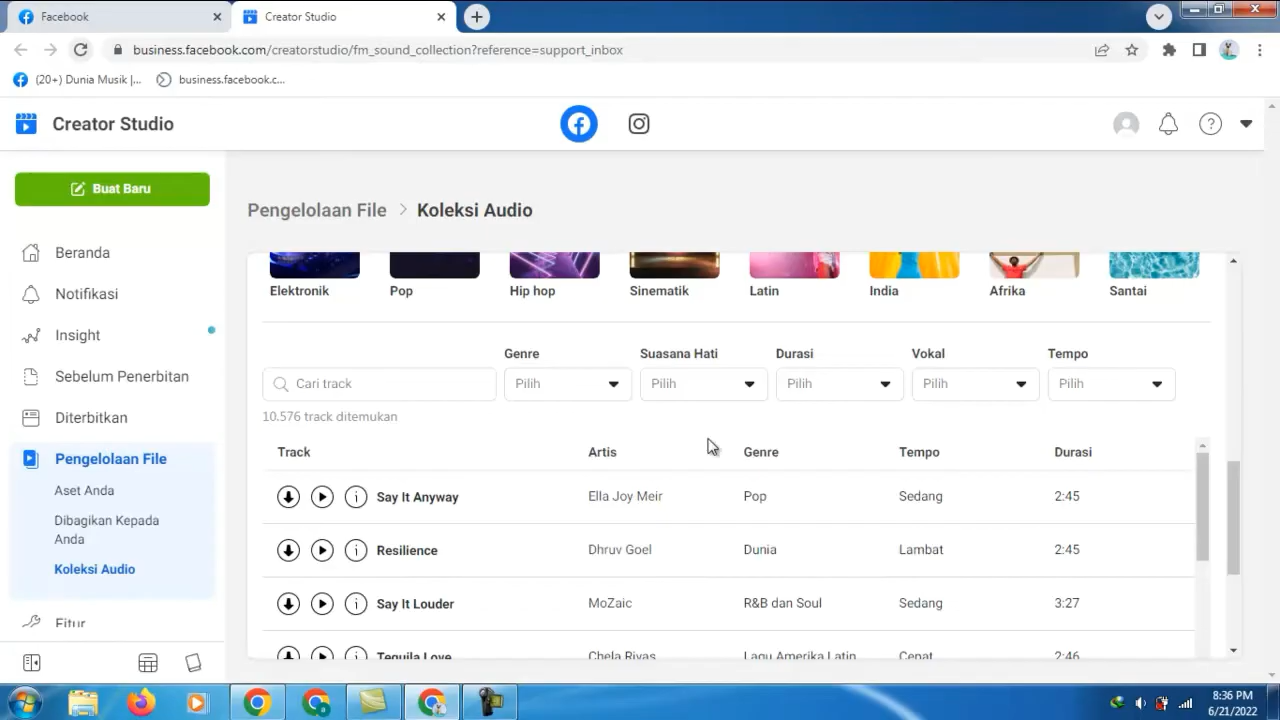 Facebook
Creator Studio
business.facebook.com/creatorstudio/fm_sound_collection?reference=support_inbox
(20+) Dunia Musik |...
business.facebook.c...
Creator Studio
Buat Baru
Beranda
Notifikasi
Insight
Sebelum Penerbitan
Diterbitkan
Pengelolaan File
Aset Anda
Dibagikan Kepada
Anda
Koleksi Audio
Fitur
Pengelolaan File > Koleksi Audio
Elektronik Pop Hip hop Sinematik Latin India Afrika Santai
Genre Suasana Hati Durasi Vokal Tempo
Cari track Pilih Pilih Pilih Pilih Pilih
10.576 track ditemukan
Track Artis Genre Tempo Durasi
Say It Anyway Ella Joy Meir Pop Sedang 2:45
Resilience Dhruv Goel Dunia Lambat 2:45
Say It Louder MoZaic R&B dan Soul Sedang 3:27
Tequila Love Chela Rivas Lagu Amerika Latin Cepat 2:46
8:36 PM
6/21/2022